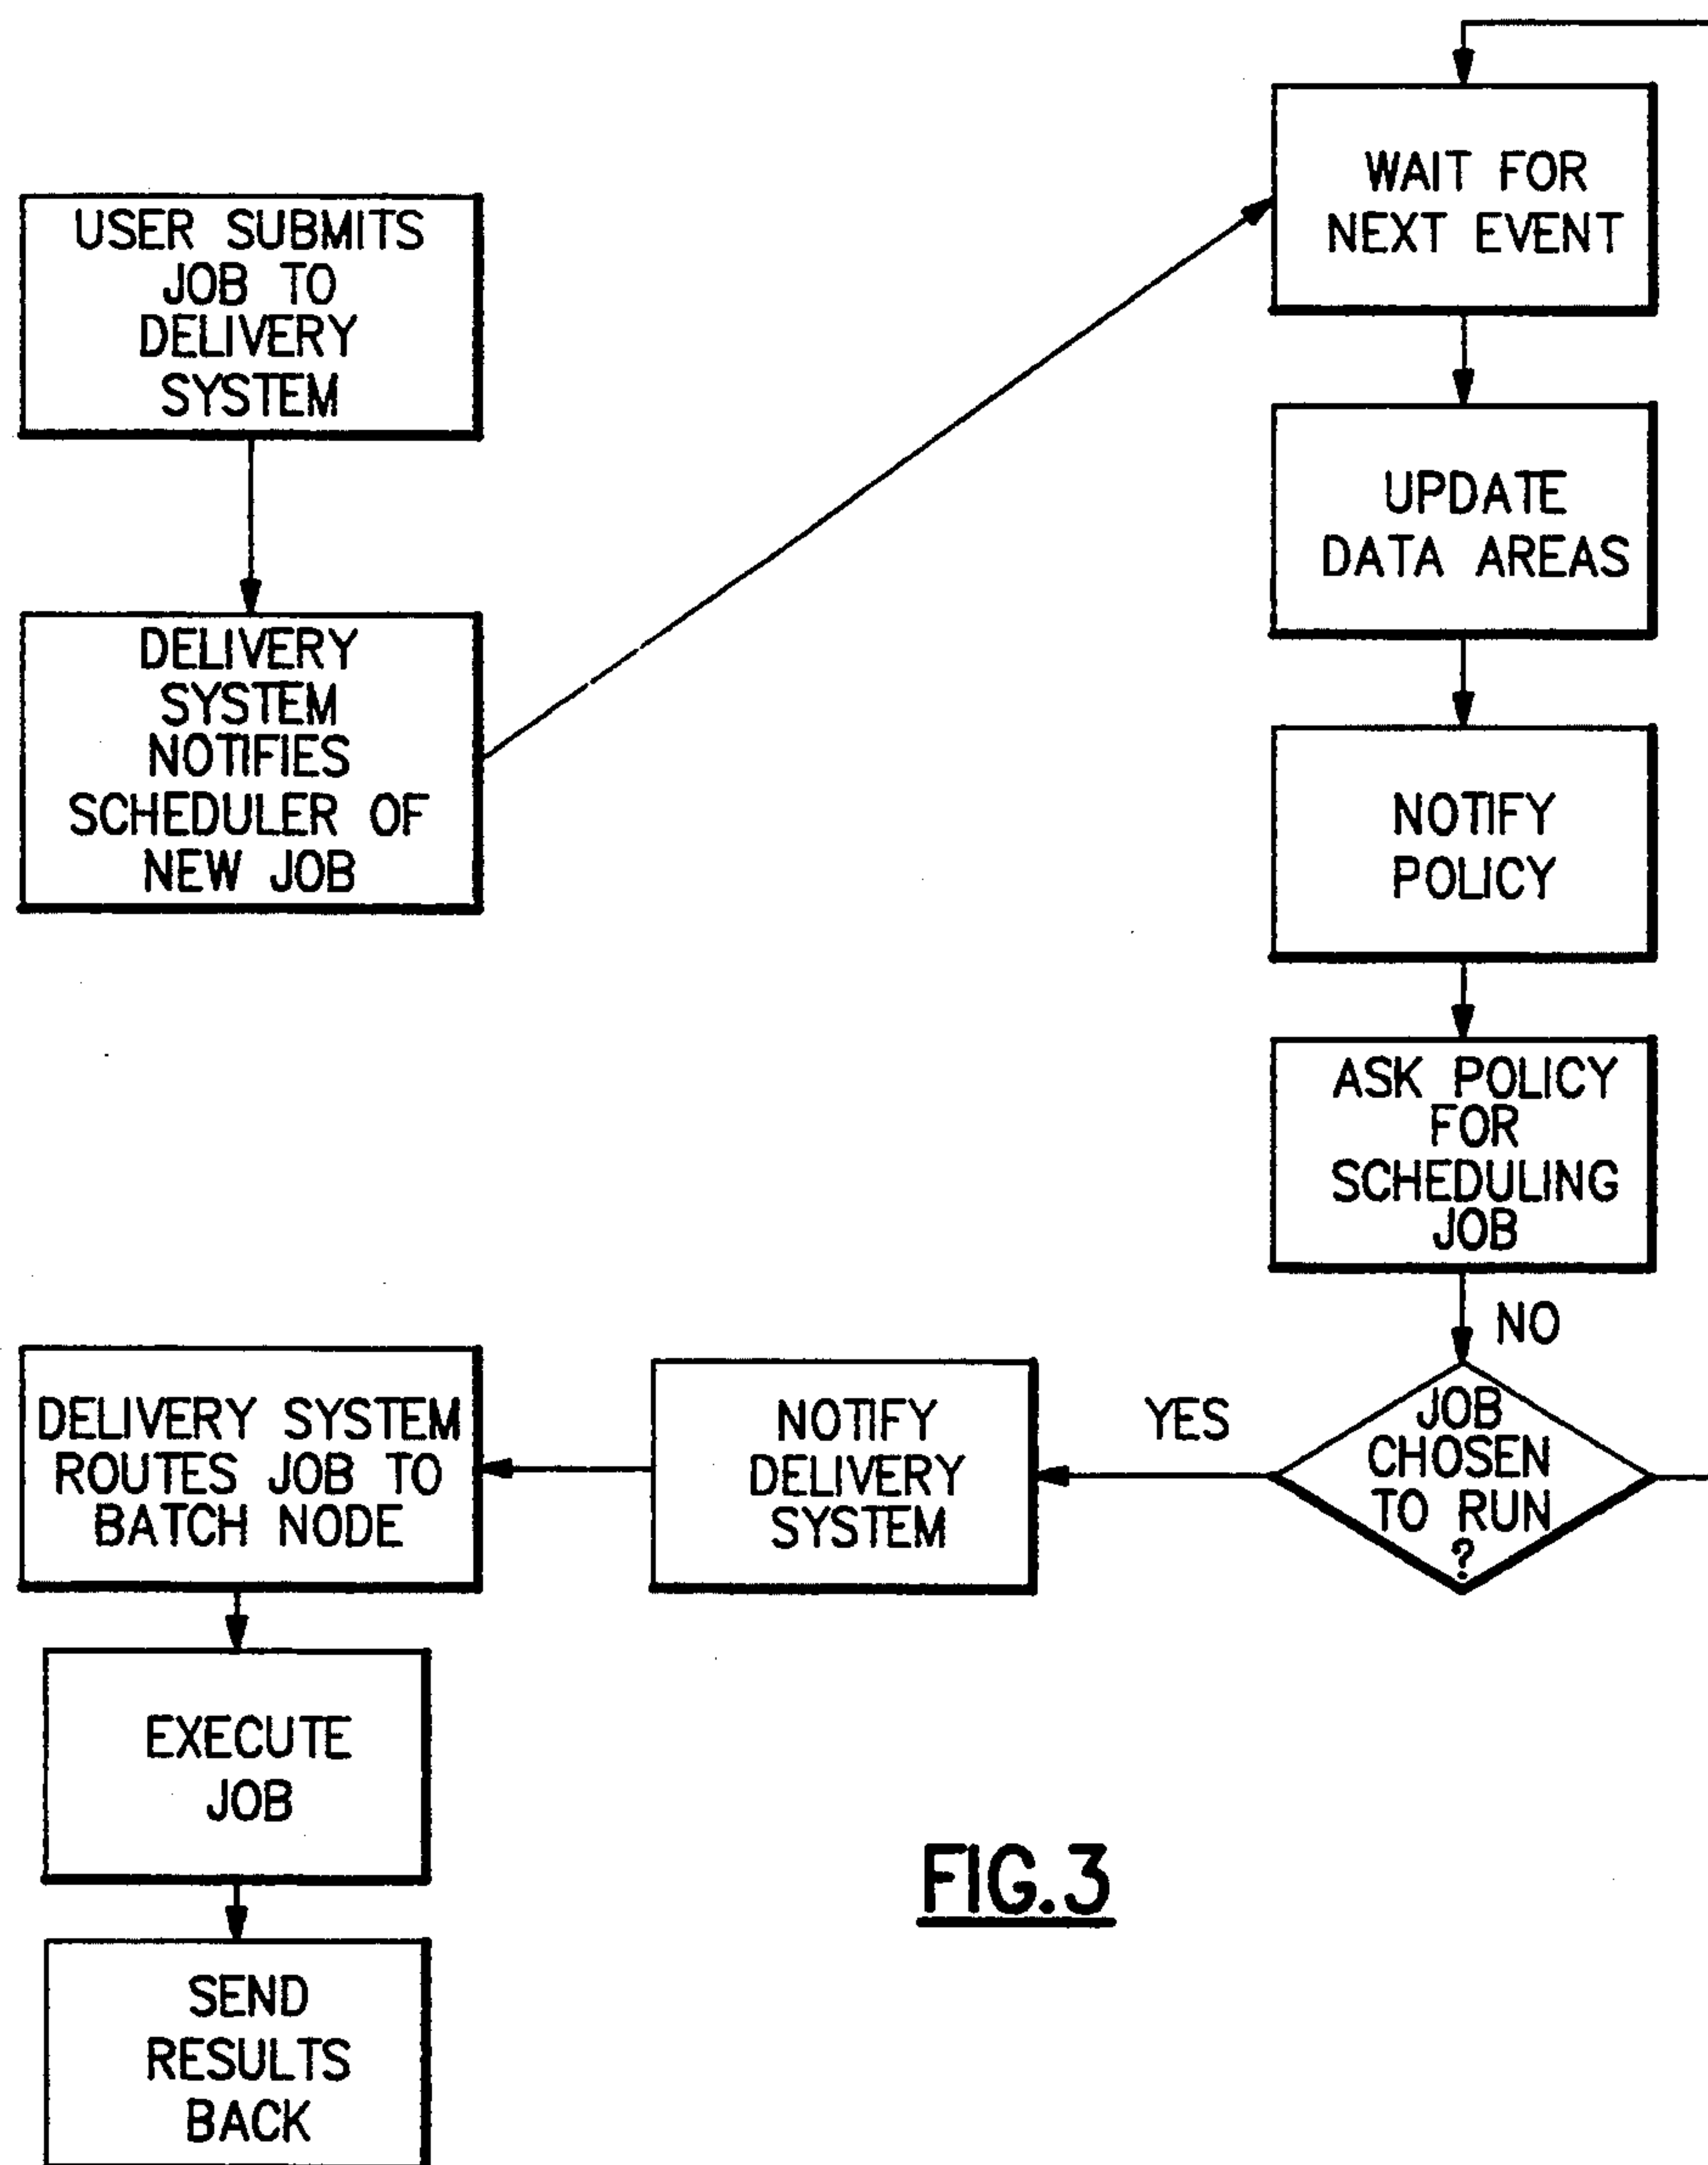 USER SUBMITS
JOB TO
DELIVERY
SYSTEM
DELIVERY
SYSTEM
NOTIFIES
SCHEDULER OF
NEW JOB
WAIT FOR
NEXT EVENT
UPDATE
DATA AREAS
NOTIFY
POLICY
ASK POLICY
FOR
SCHEDULING
JOB
NO
JOB
CHOSEN
TO RUN
?
YES
NOTIFY
DELIVERY
SYSTEM
DELIVERY SYSTEM
ROUTES JOB TO
BATCH NODE
EXECUTE
JOB
SEND
RESULTS
BACK
FIG.3